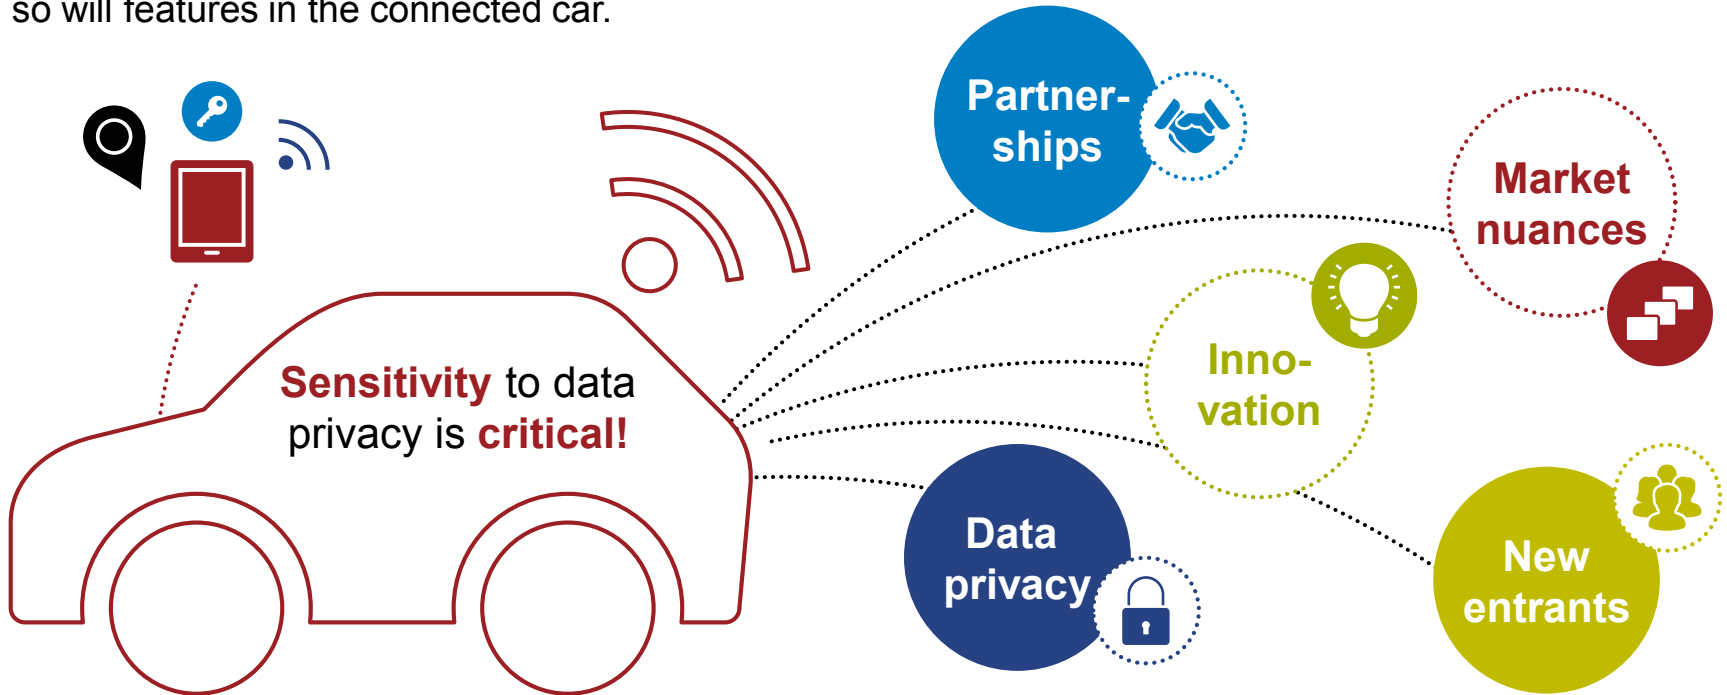 so will features in the connected car.
Sensitivity to data
privacy is critical!
Partner-
ships
Market
nuances
Inno-
vation
Data
privacy
New
entrants